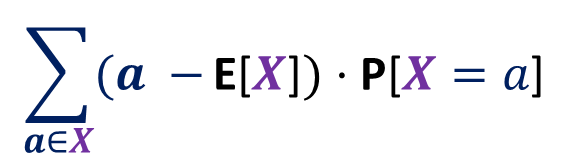 ∑(a − E[X]) · P[X = a]
a∈X